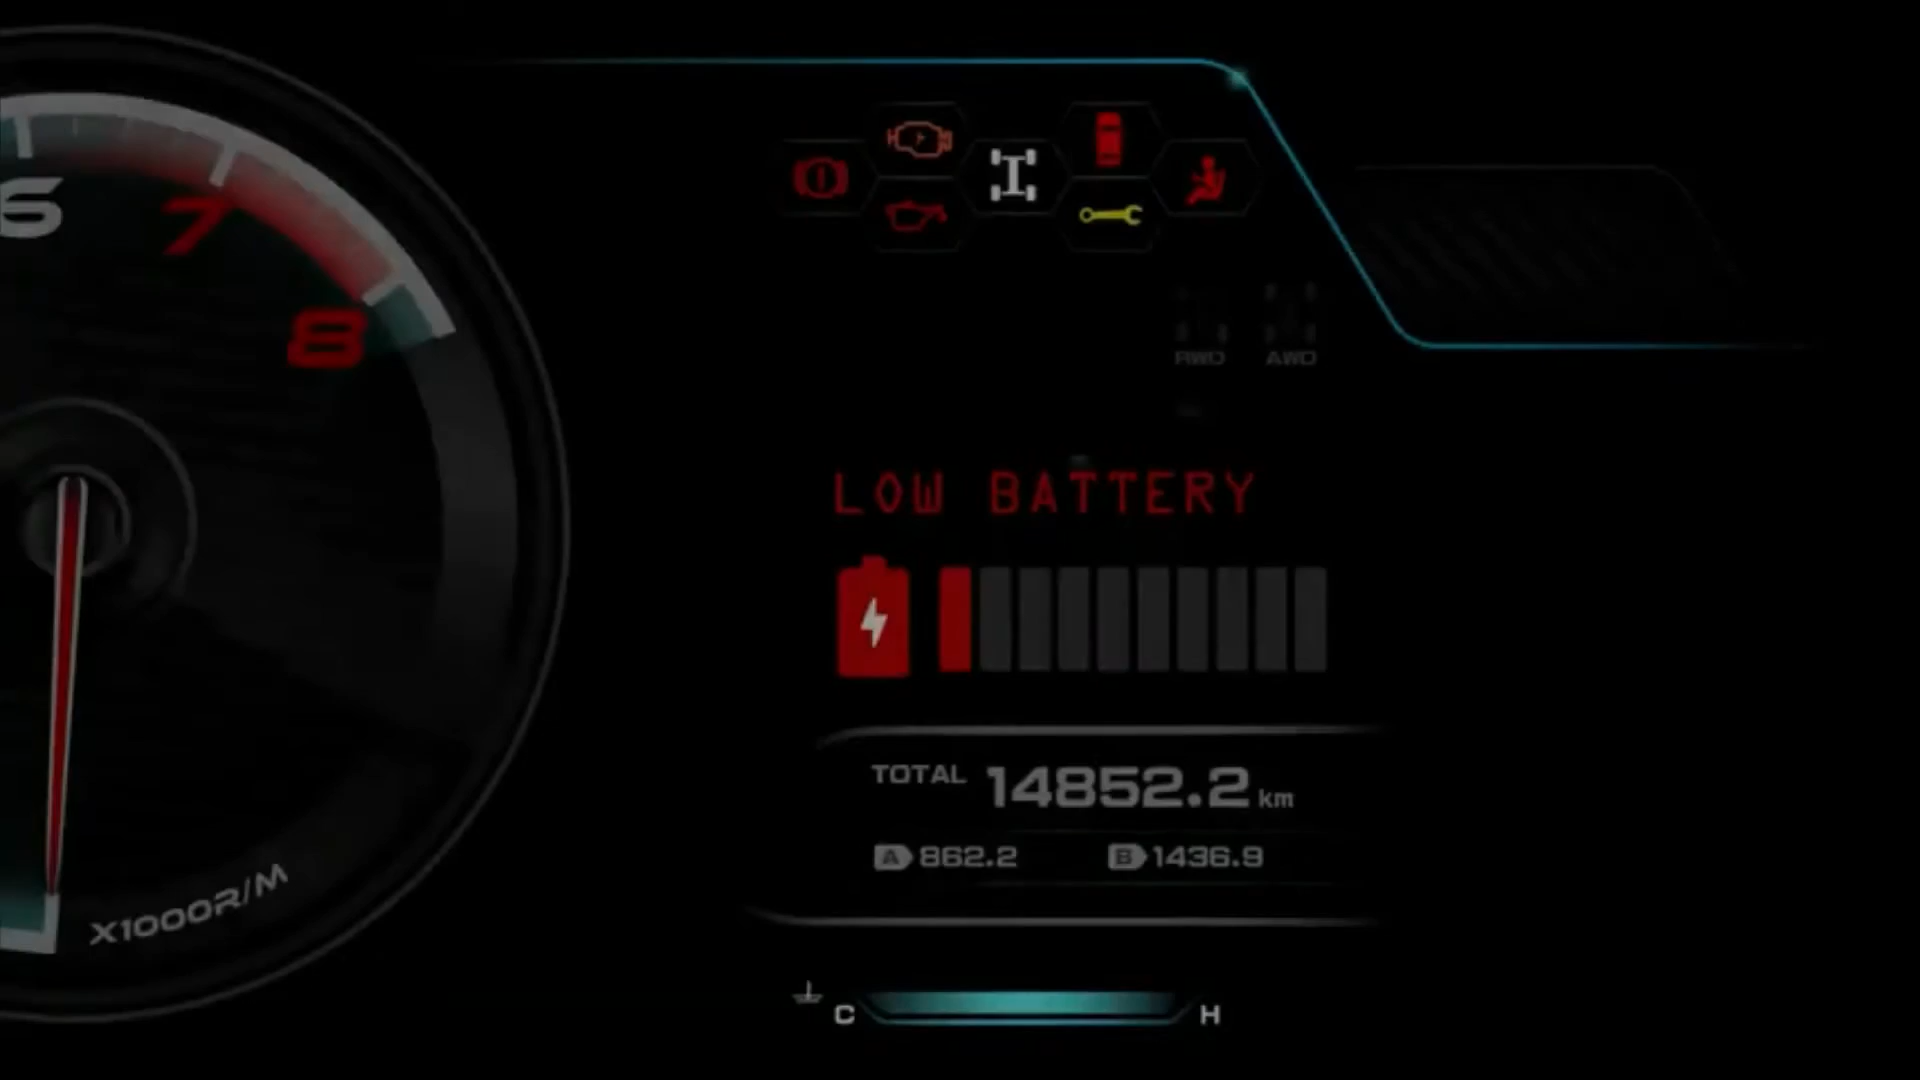 6
7
8
X1000R/M
RWD AWD
LOW BATTERY
TOTAL 14852.2 km
A 862.2 B 1436.9
C H